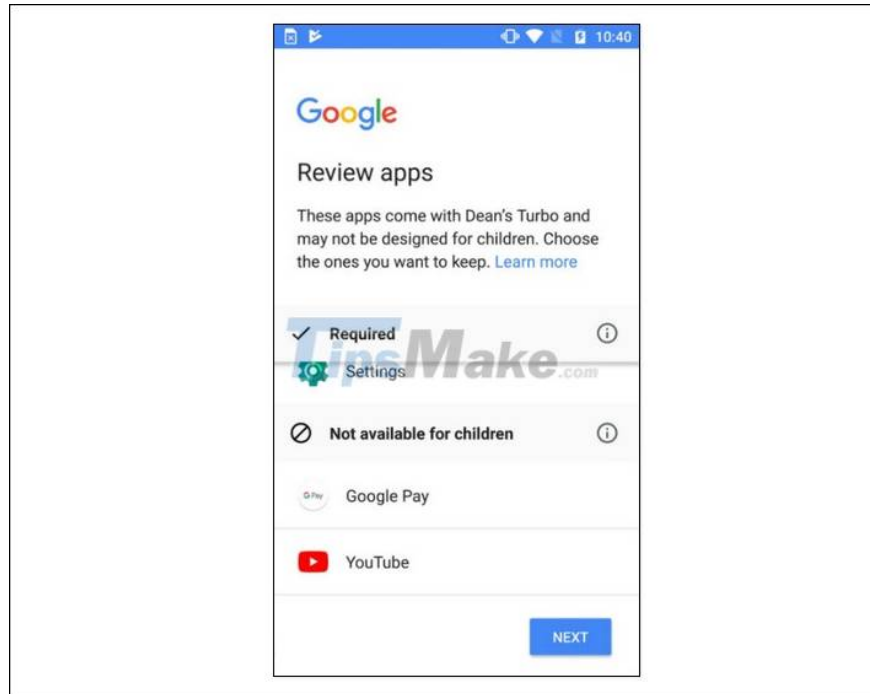 10:40
Google
Review apps
These apps come with Dean's Turbo and
may not be designed for children. Choose
the ones you want to keep. Learn more
Required
TipsMake.com
Settings
Not available for children
G Pay
Google Pay
YouTube
NEXT